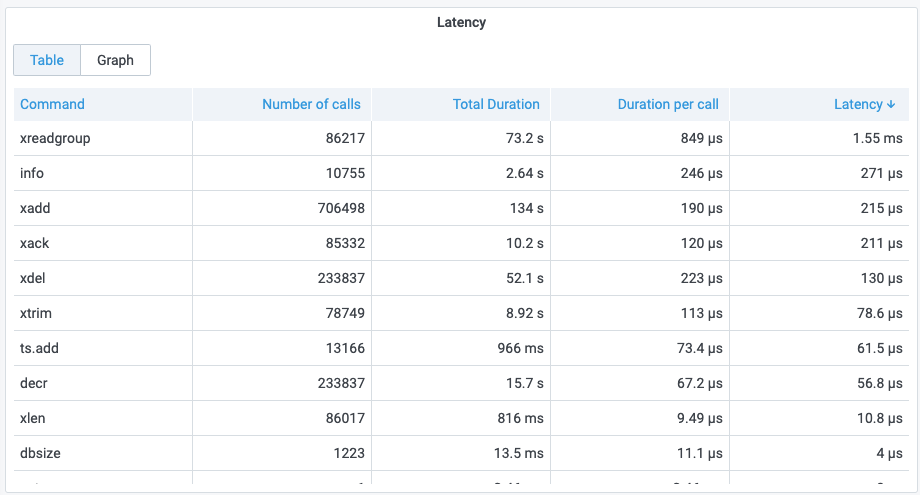 Latency
Table Graph
Command Number of calls Total Duration Duration per call Latency ↓
xreadgroup 86217 73.2 s 849 µs 1.55 ms
info 10755 2.64 s 246 µs 271 µs
xadd 706498 134 s 190 µs 215 µs
xack 85332 10.2 s 120 µs 211 µs
xdel 233837 52.1 s 223 µs 130 µs
xtrim 78749 8.92 s 113 µs 78.6 µs
ts.add 13166 966 ms 73.4 µs 61.5 µs
decr 233837 15.7 s 67.2 µs 56.8 µs
xlen 86017 816 ms 9.49 µs 10.8 µs
dbsize 1223 13.5 ms 11.1 µs 4 µs